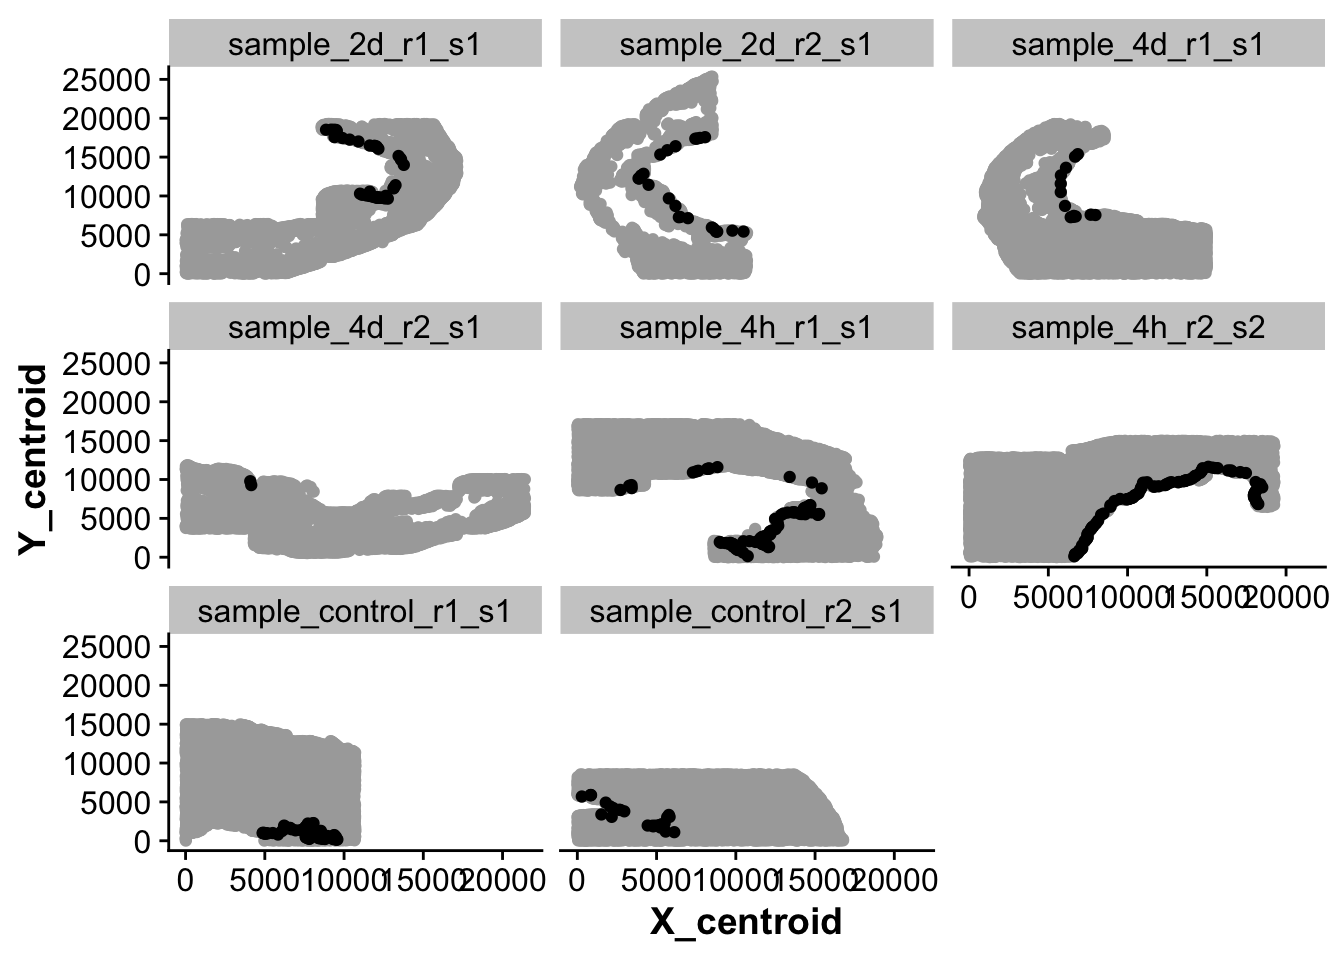 sample_2d_r1_s1 sample_2d_r2_s1 sample_4d_r1_s1
25000
20000
15000
10000
5000
0
sample_4d_r2_s1 sample_4h_r1_s1 sample_4h_r2_s2
25000
20000
15000
10000
5000
0
0 5000 10000 15000 20000
sample_control_r1_s1 sample_control_r2_s1
25000
20000
15000
10000
5000
0
0 5000 10000 15000 20000 0 5000 10000 15000 20000
X_centroid
Y_centroid